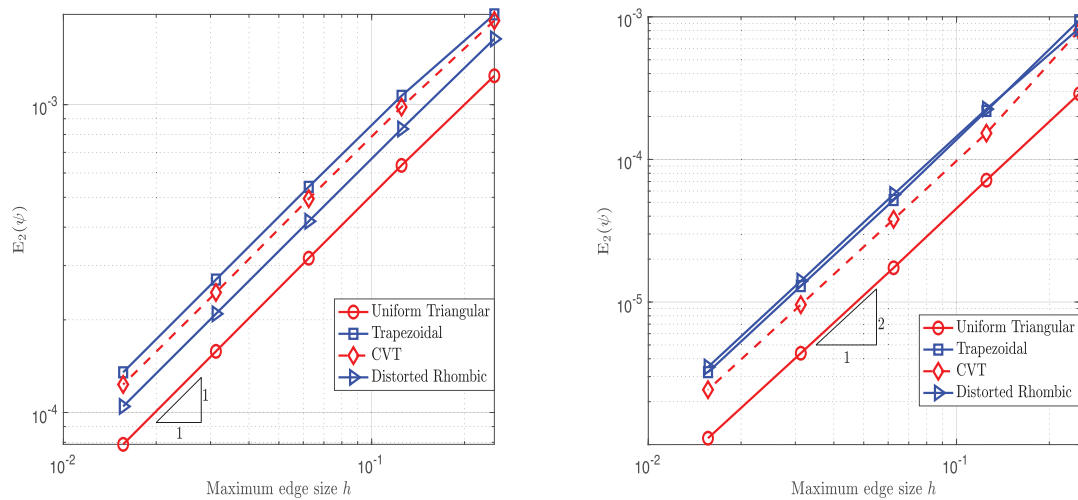 10^-3
10^-4
10^-2
10^-1
E_2(ψ)
Maximum edge size h
Uniform Triangular
Trapezoidal
CVT
Distorted Rhombic
1
1
10^-3
10^-4
10^-5
10^-2
10^-1
E_2(ψ)
Maximum edge size h
Uniform Triangular
Trapezoidal
CVT
Distorted Rhombic
2
1